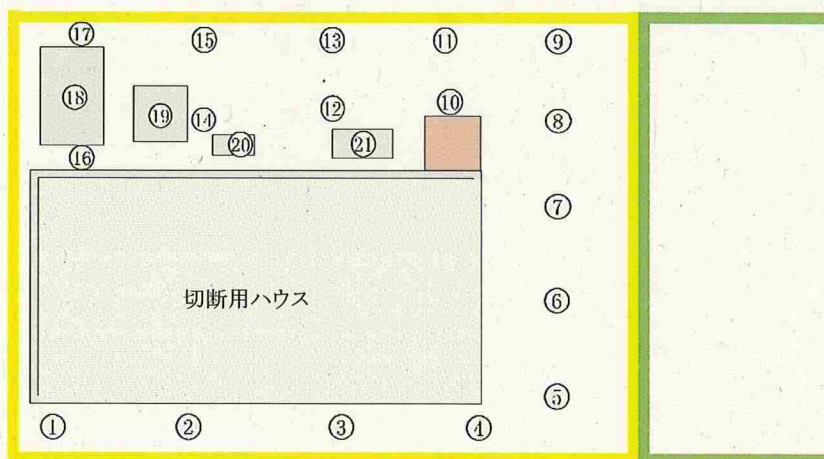 ⑰ ⑮ ⑬ ⑪ ⑨
⑱ ⑲ ⑭ ⑫ ⑩ ⑧
⑯ ⑳ ㉑
⑦
切断用ハウス ⑥
⑤
① ② ③ ④